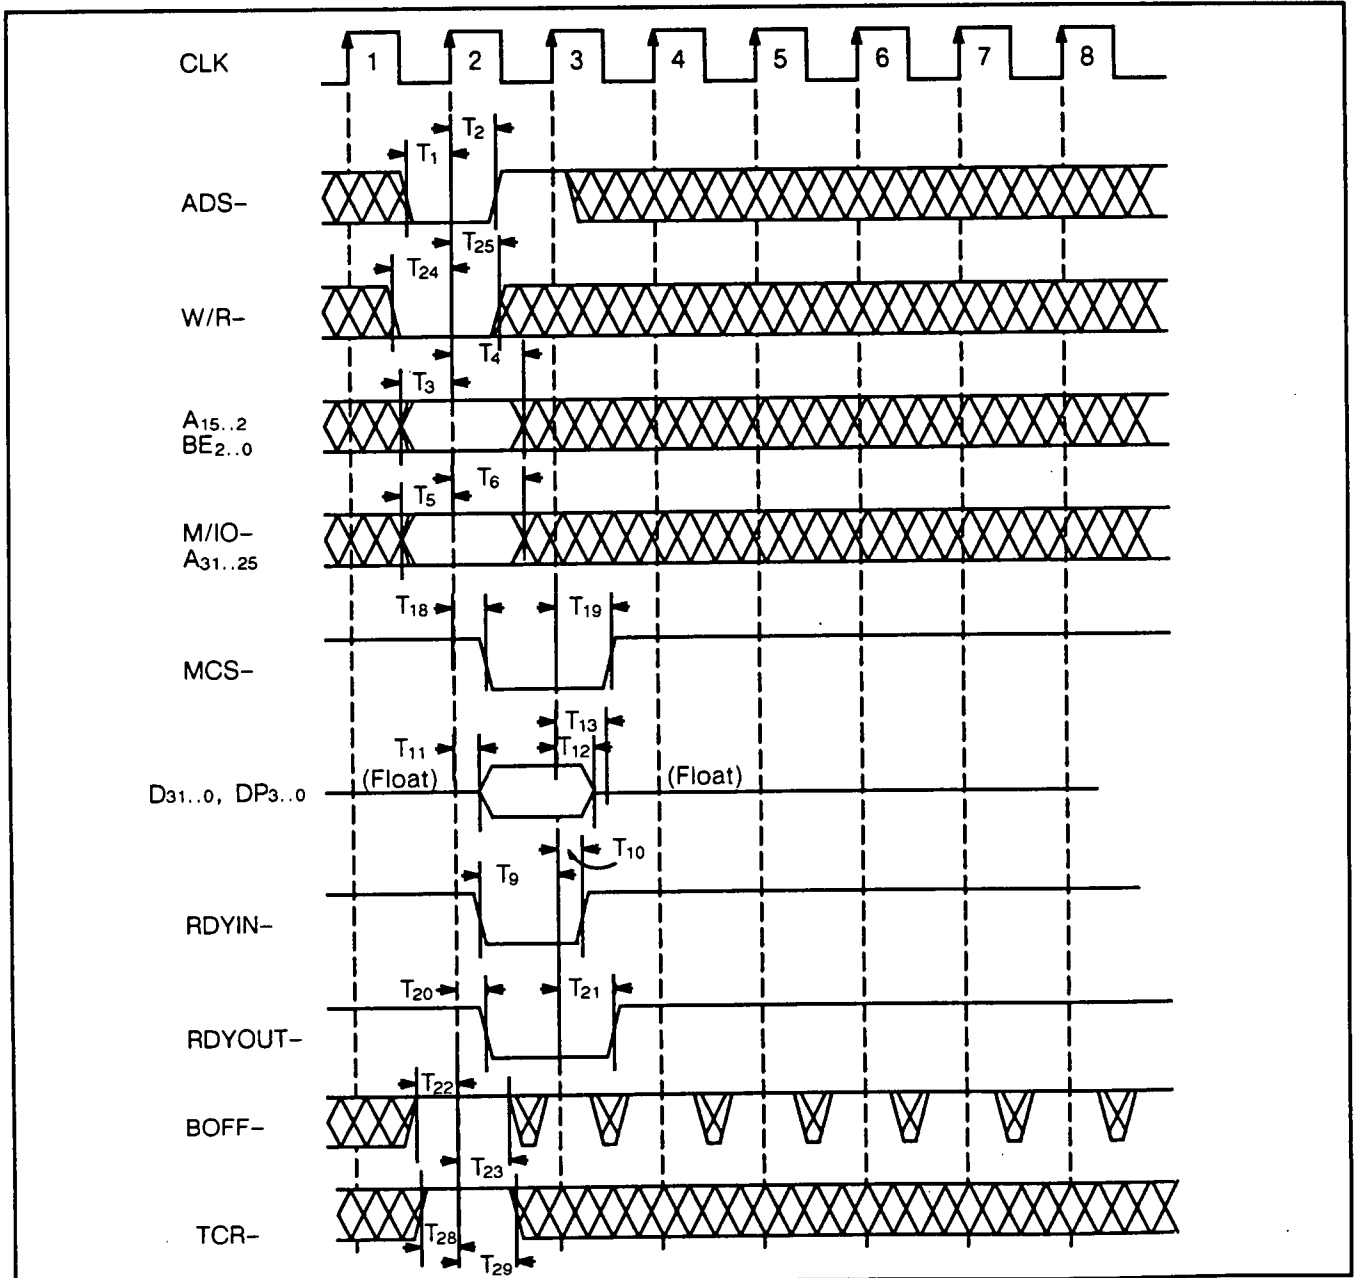 CLK 1 2 3 4 5 6 7 8
T2
T1
ADS–
T25
T24
W/R–
T4
T3
A15..2
BE2..0
T6
T5
M/IO–
A31..25
T18 T19
MCS–
T13
T11 T12
(Float) (Float)
D31..0, DP3..0
T10
T9
RDYIN–
T20 T21
RDYOUT–
T22
BOFF–
T23
TCR– T28
T29